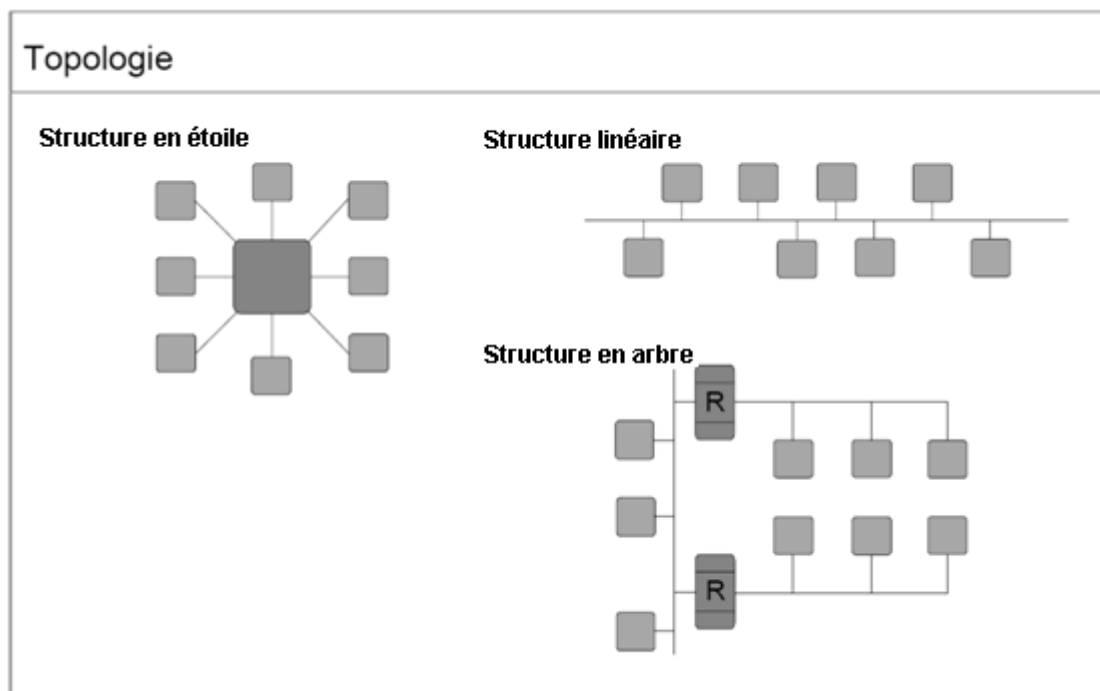 Topologie
Structure en étoile
Structure linéaire
Structure en arbre
R
R